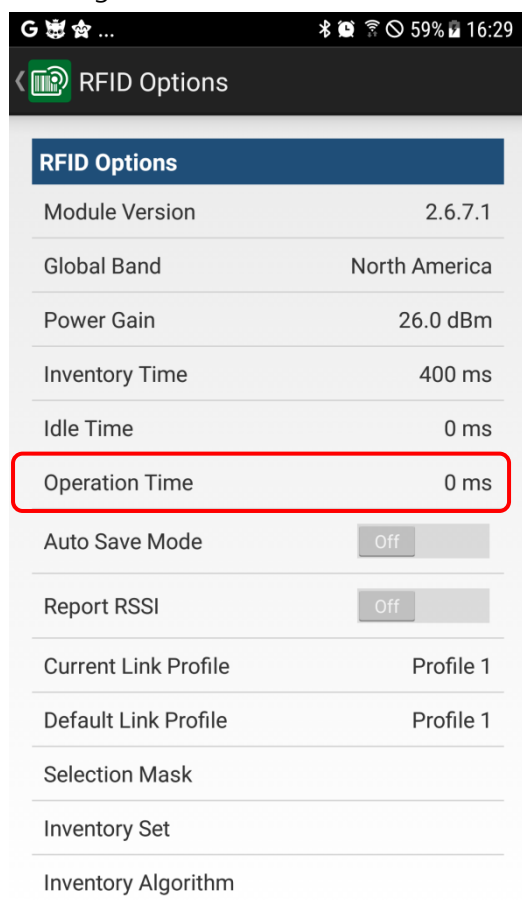 G ... 59% 16:29
RFID Options
RFID Options
Module Version 2.6.7.1
Global Band North America
Power Gain 26.0 dBm
Inventory Time 400 ms
Idle Time 0 ms
Operation Time 0 ms
Auto Save Mode Off
Report RSSI Off
Current Link Profile Profile 1
Default Link Profile Profile 1
Selection Mask
Inventory Set
Inventory Algorithm